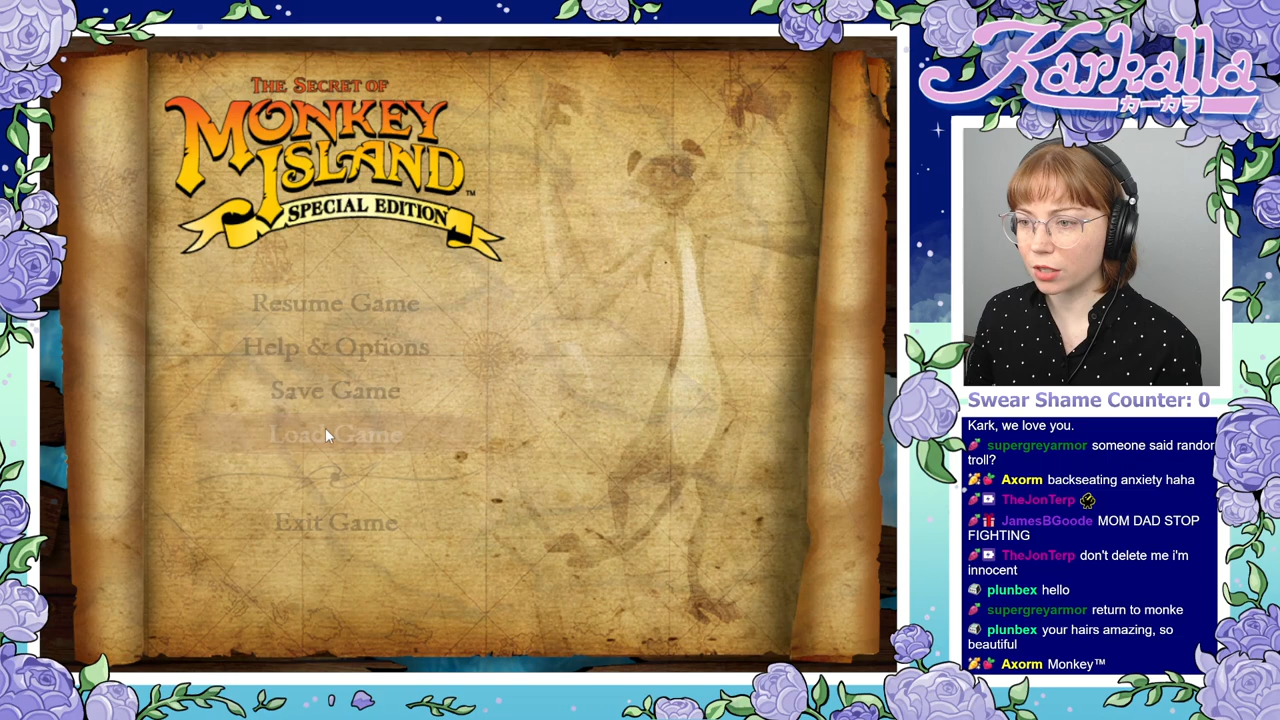 THE SECRET OF
MONKEY
ISLAND™
SPECIAL EDITION
Resume Game
Help & Options
Save Game
Load Game
Exit Game
Karkalla
カーカラ
Swear Shame Counter: 0
Kark, we love you.
supergreyarmor someone said randor
troll?
Axorm backseating anxiety haha
TheJonTerp
JamesBGoode MOM DAD STOP
FIGHTING
TheJonTerp don't delete me i'm
innocent
plunbex hello
supergreyarmor return to monke
plunbex your hairs amazing, so
beautiful
Axorm Monkey™